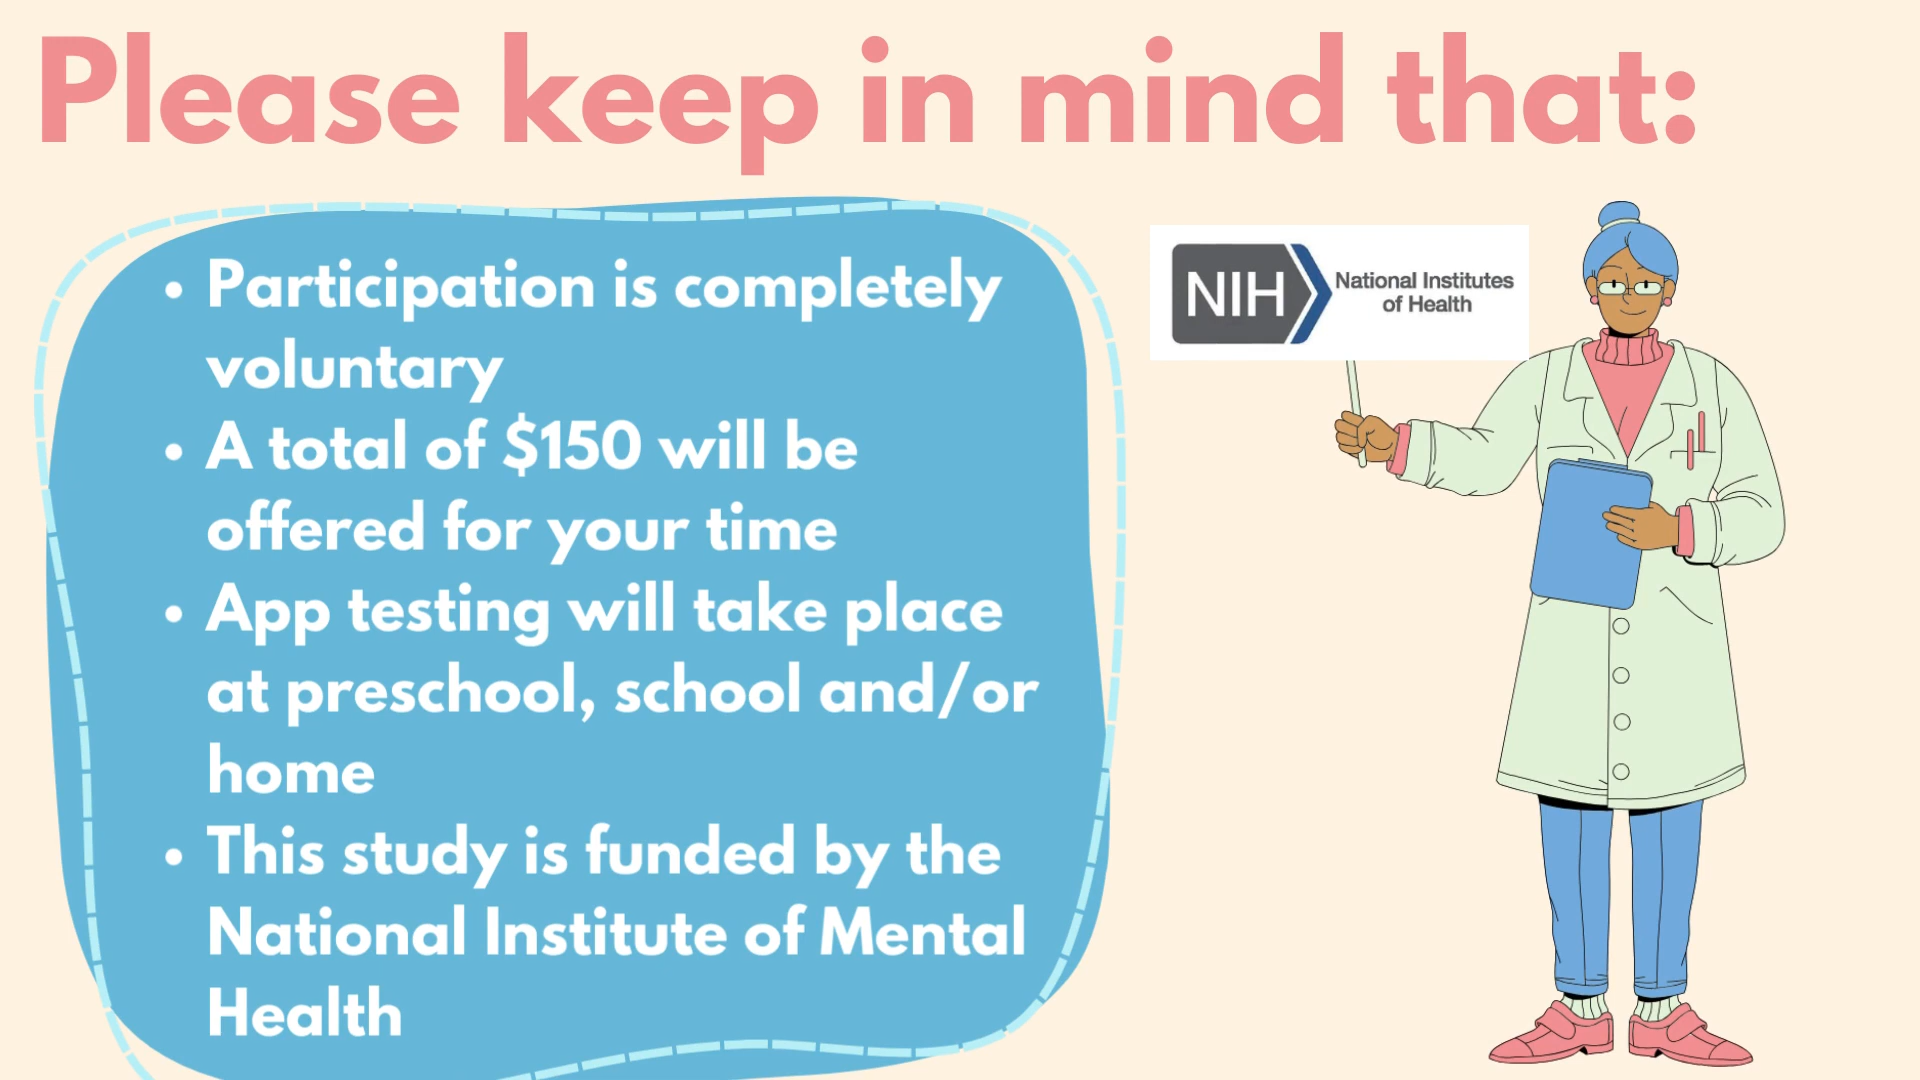 Please keep in mind that:
• Participation is completely
voluntary
• A total of $150 will be
offered for your time
• App testing will take place
at preschool, school and/or
home
• This study is funded by the
National Institute of Mental
Health
NIH
National Institutes
of Health